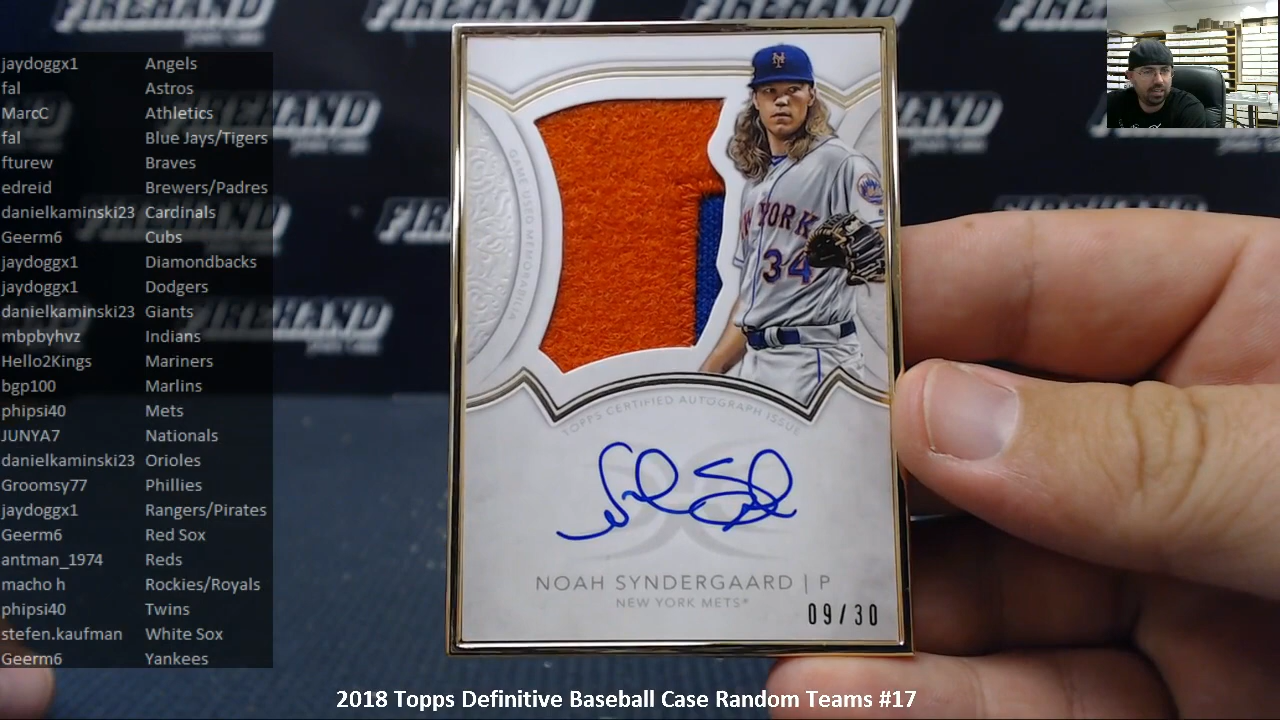 jaydoggx1 Angels
fal Astros
MarcC Athletics
fal Blue Jays/Tigers
fturew Braves
edreid Brewers/Padres
danielkaminski23 Cardinals
Geerm6 Cubs
jaydoggx1 Diamondbacks
jaydoggx1 Dodgers
danielkaminski23 Giants
mbpbyhvz Indians
Hello2Kings Mariners
bgp100 Marlins
phipsi40 Mets
JUNYA7 Nationals
danielkaminski23 Orioles
Groomsy77 Phillies
jaydoggx1 Rangers/Pirates
Geerm6 Red Sox
antman_1974 Reds
macho h Rockies/Royals
phipsi40 Twins
stefen.kaufman White Sox
Geerm6 Yankees
FIREHAND
FIREHAND
FIREHAND
FIREHAND
GAME USED MEMORABILIA
NY
YORK
34
TOPPS CERTIFIED AUTOGRAPH ISSUE
NOAH SYNDERGAARD | P
NEW YORK METS®
09/30
2018 Topps Definitive Baseball Case Random Teams #17